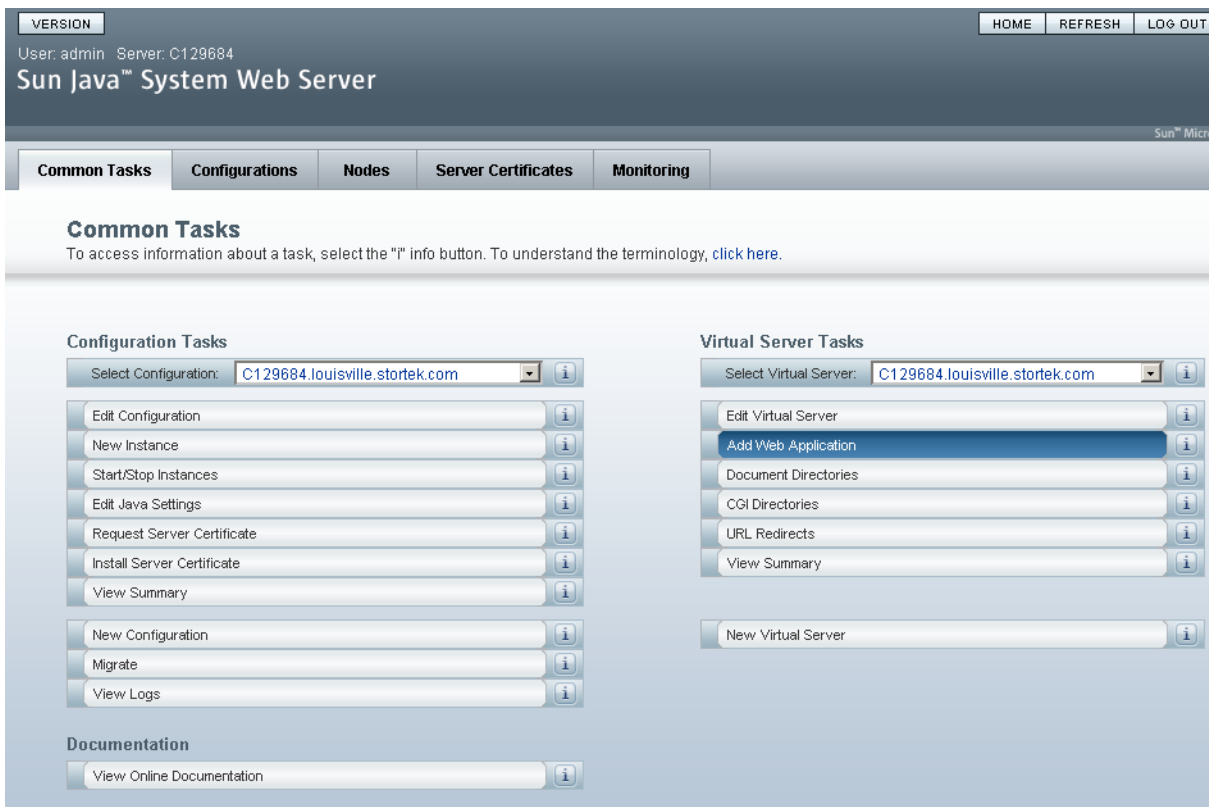 VERSION
HOME REFRESH LOG OUT
User: admin Server: C129684
Sun Java™ System Web Server
Sun™ Micr
Common Tasks Configurations Nodes Server Certificates Monitoring
Common Tasks
To access information about a task, select the "i" info button. To understand the terminology, click here.
Configuration Tasks
Select Configuration: C129684.louisville.stortek.com i
Edit Configuration i
New Instance i
Start/Stop Instances i
Edit Java Settings i
Request Server Certificate i
Install Server Certificate i
View Summary i
New Configuration i
Migrate i
View Logs i
Documentation
View Online Documentation i
Virtual Server Tasks
Select Virtual Server: C129684.louisville.stortek.com i
Edit Virtual Server i
Add Web Application i
Document Directories i
CGI Directories i
URL Redirects i
View Summary i
New Virtual Server i